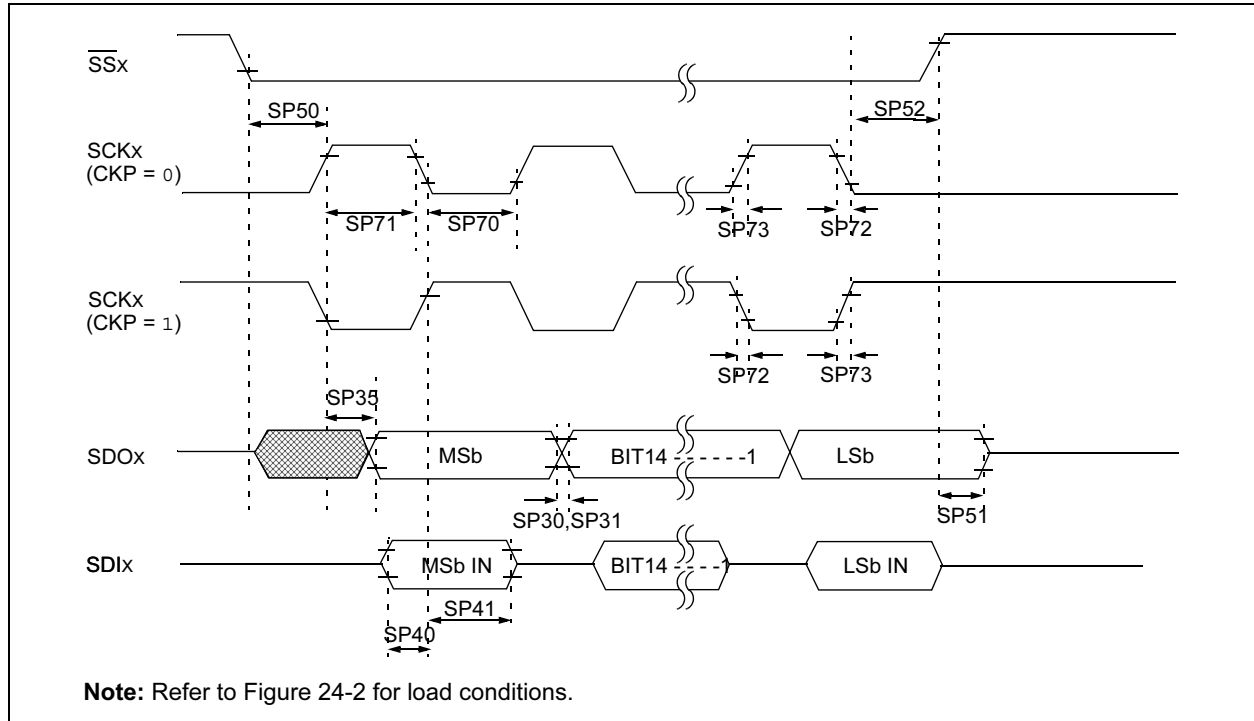 SSx
SP50
SP52
SCKx
(CKP = 0)
SP71
SP70
SP73
SP72
SCKx
(CKP = 1)
SP72
SP73
SP35
SDOx
MSb
BIT14 - - - - - -1
LSb
SP30,SP31
SP51
SDIx
MSb IN
BIT14 - - - - -1
LSb IN
SP41
SP40
Note: Refer to Figure 24-2 for load conditions.